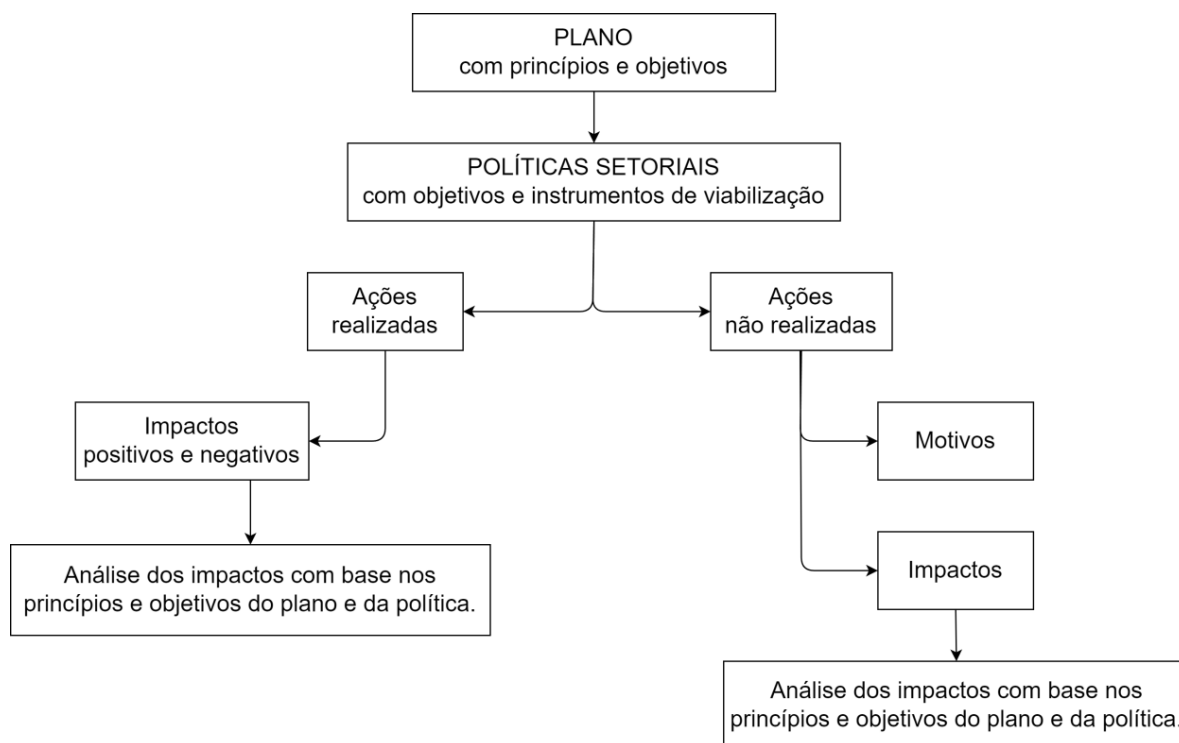 PLANO
com princípios e objetivos
POLÍTICAS SETORIAIS
com objetivos e instrumentos de viabilização
Ações
realizadas
Ações
não realizadas
Impactos
positivos e negativos
Motivos
Análise dos impactos com base nos
princípios e objetivos do plano e da política.
Impactos
Análise dos impactos com base nos
princípios e objetivos do plano e da política.